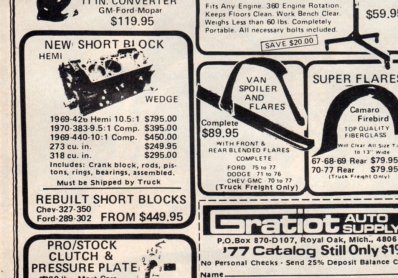 11 IN. CONVERTER
GM-Ford-Mopar
$119.95
Fits Any Engine. 360 Engine Rotation.
Keeps Floors Clean. Work Bench Clear.
Weighs Less than 60 lbs. Completely
Portable. All necessary bolts included.
SAVE $20.00
$59.95
NEW SHORT BLOCK
HEMI
WEDGE
1969-426 Hemi 10.5:1 $795.00
1970-383-9.5:1 Comp. $395.00
1969-440-10:1 Comp. $450.00
273 cu. in. $249.95
318 cu. in. $295.00
Includes: Crank block, rods, pis-
tons, rings, bearings, assembled.
Must be Shipped by Truck
REBUILT SHORT BLOCKS
Chev-327-350
Ford-289-302 FROM $449.95
PRO/STOCK
CLUTCH &
PRESSURE PLATE
VAN
SPOILER
AND
FLARES
Complete
$89.95
WITH FRONT &
REAR BLENDED FLARES
COMPLETE
FORD 75 to 77
DODGE 71 to 76
CHEV-GMC 70 to 77
(Truck Freight Only)
SUPER FLARES
Camaro
Firebird
TOP QUALITY
FIBERGLASS
Will Clear All Size
to 13" Wide
67-68-69 Rear $79.95
70-77 Rear $79.95
(Truck Freight Only)
Gratiot AUTO
SUPPLY
P.O.Box 870-D107, Royal Oak, Mich., 4806
'77 Catalog Still Only $1
No Personal Checks - Send 25% Deposit Balance C
Name